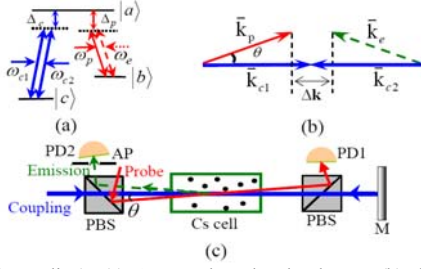 |a⟩
Δc
Δp
ωc1
ωc2
ωp
ωe
|b⟩
|c⟩
(a)
k̄p
θ
k̄e
k̄c1
k̄c2
Δk
(b)
PD2
AP
Emission
Probe
Coupling
PBS
θ
Cs cell
PD1
PBS
M
(c)